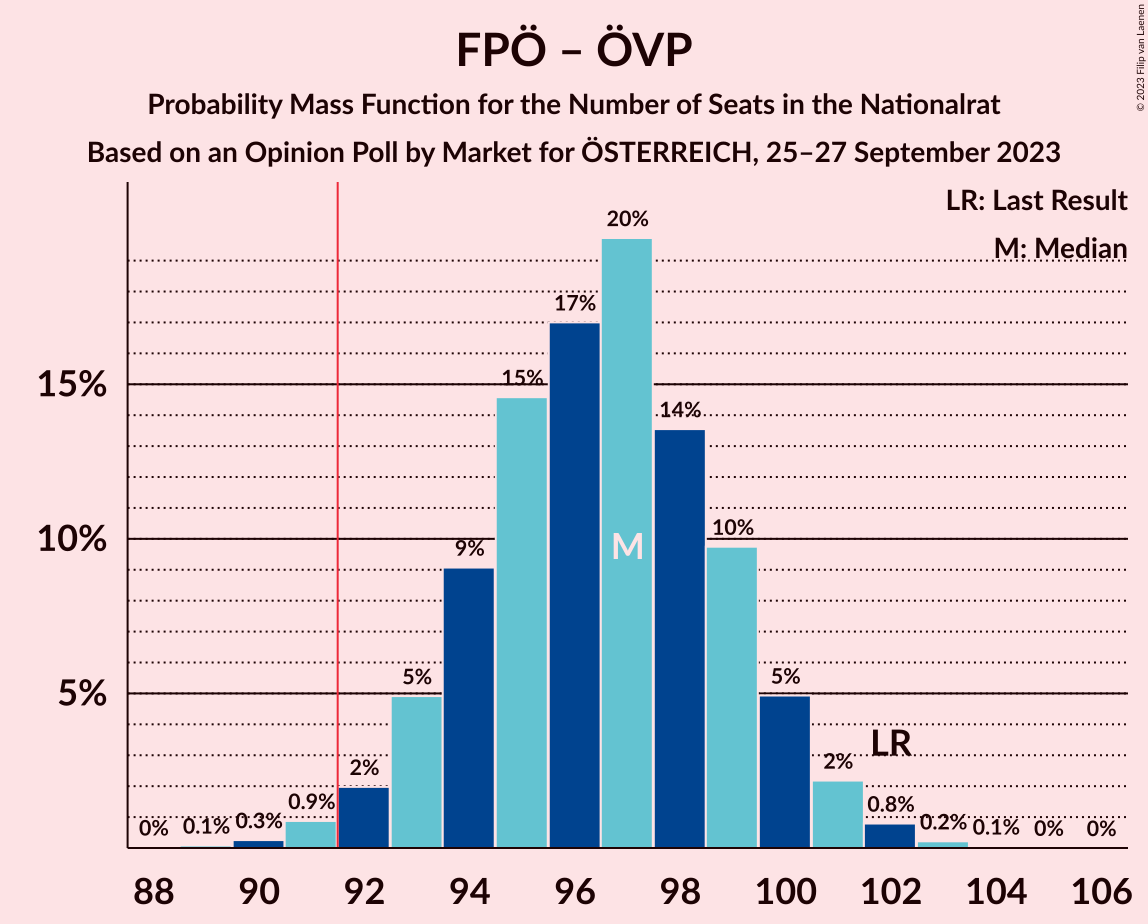 FPÖ – ÖVP
Probability Mass Function for the Number of Seats in the Nationalrat
Based on an Opinion Poll by Market for ÖSTERREICH, 25–27 September 2023
© 2023 Filip van Laenen
LR: Last Result
M: Median
15%
10%
5%
0%
0.1%
0.3%
0.9%
2%
5%
9%
15%
17%
20%
14%
10%
5%
2%
0.8%
0.2%
0.1%
0%
0%
M
LR
88 90 92 94 96 98 100 102 104 106